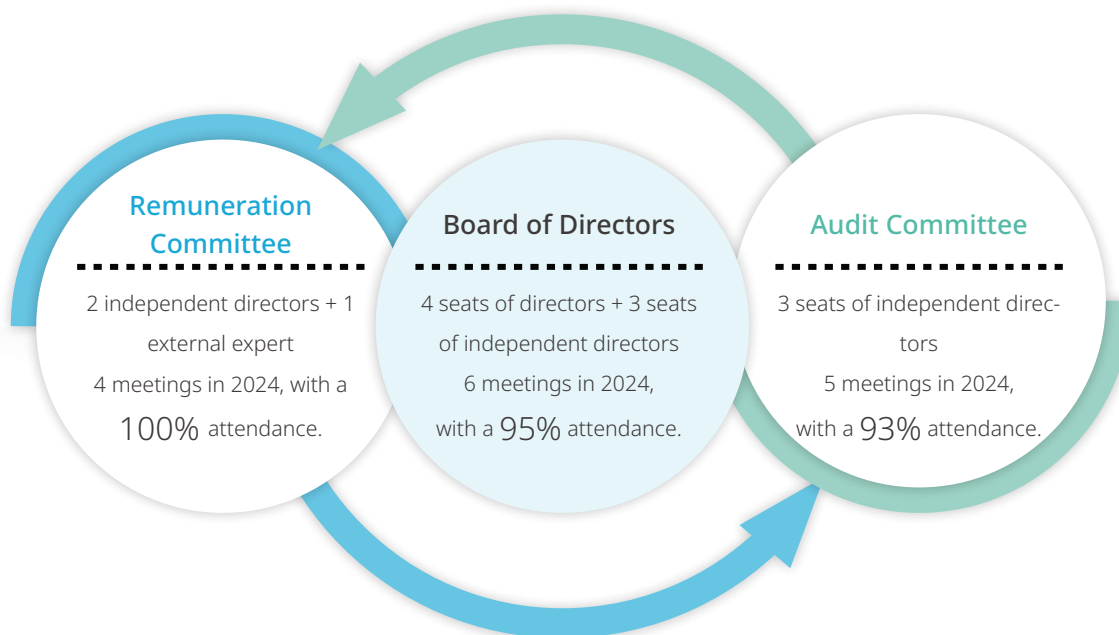 Remuneration
Committee
2 independent directors + 1
external expert
4 meetings in 2024, with a
100% attendance.
Board of Directors
4 seats of directors + 3 seats
of independent directors
6 meetings in 2024,
with a 95% attendance.
Audit Committee
3 seats of independent direc-
tors
5 meetings in 2024,
with a 93% attendance.